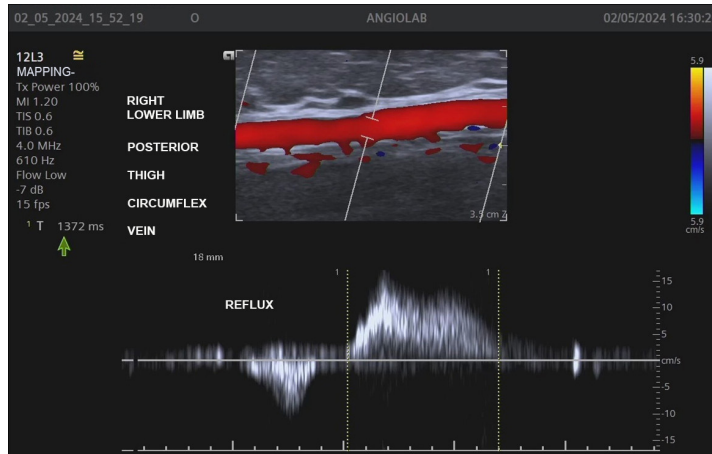 02_05_2024_15_52_19 O ANGIOLAB 02/05/2024 16:30:2
12L3
MAPPING-
Tx Power 100%
MI 1.20
TIS 0.6
TIB 0.6
4.0 MHz
610 Hz
Flow Low
-7 dB
15 fps
1 T 1372 ms
RIGHT
LOWER LIMB
POSTERIOR
THIGH
CIRCUMFLEX
VEIN
3.5 cm Z
5.9
5.9
cm/s
18 mm
1 1
REFLUX
15
10
5
cm/s
-5
-10
-15